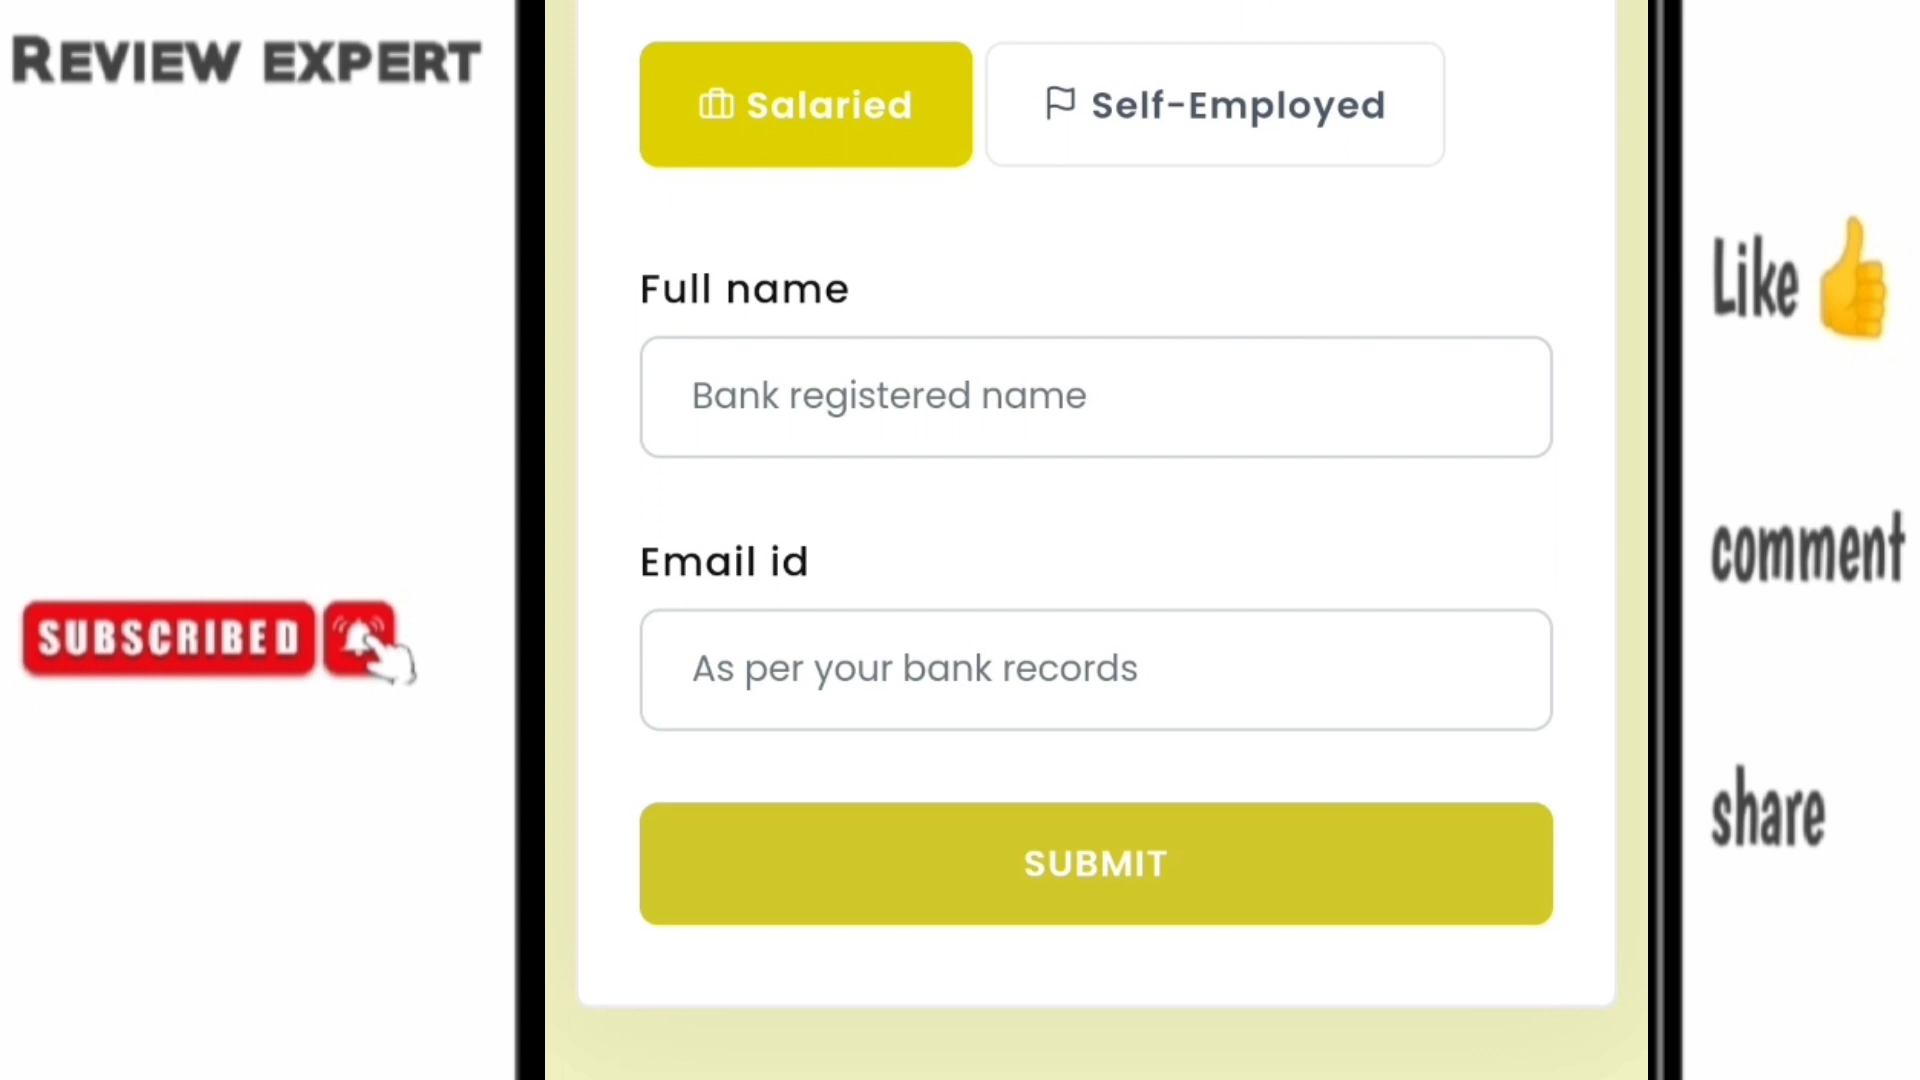 REVIEW EXPERT
Salaried
Self-Employed
Full name
Bank registered name
Email id
As per your bank records
SUBMIT
SUBSCRIBED
Like
comment
share